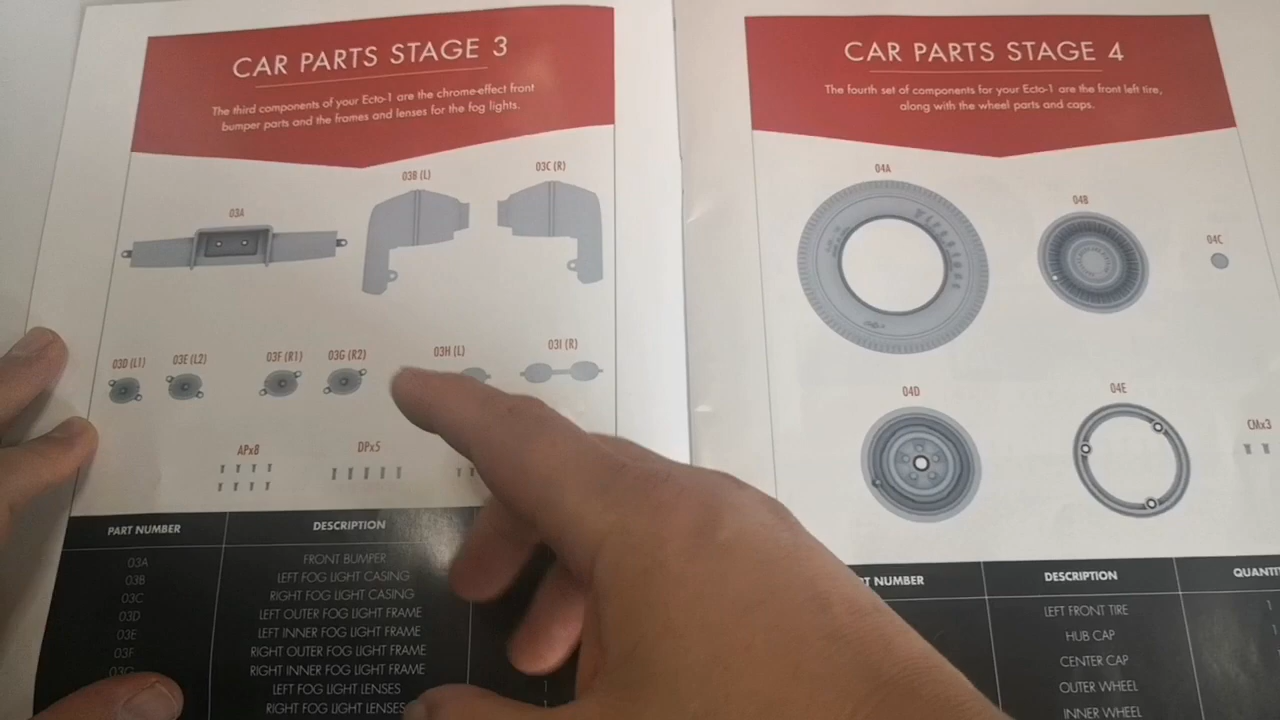 CAR PARTS STAGE 3
The third components of your Ecto-1 are the chrome-effect front
bumper parts and the frames and lenses for the fog lights.
03A
03B (L)
03C (R)
03D (L1)
03E (L2)
03F (R1)
03G (R2)
03H (L)
03I (R)
APx8
DPx5
PART NUMBER
DESCRIPTION
03A
FRONT BUMPER
03B
LEFT FOG LIGHT CASING
03C
RIGHT FOG LIGHT CASING
03D
LEFT OUTER FOG LIGHT FRAME
03E
LEFT INNER FOG LIGHT FRAME
03F
RIGHT OUTER FOG LIGHT FRAME
03G
RIGHT INNER FOG LIGHT FRAME
LEFT FOG LIGHT LENSES
1
RIGHT FOG LIGHT LENSES
CAR PARTS STAGE 4
The fourth set of components for your Ecto-1 are the front left tire,
along with the wheel parts and caps.
04A
04B
04C
04D
04E
CMx3
NUMBER
DESCRIPTION
QUANTI
LEFT FRONT TIRE
1
HUB CAP
CENTER CAP
OUTER WHEEL
INNER WHEEL